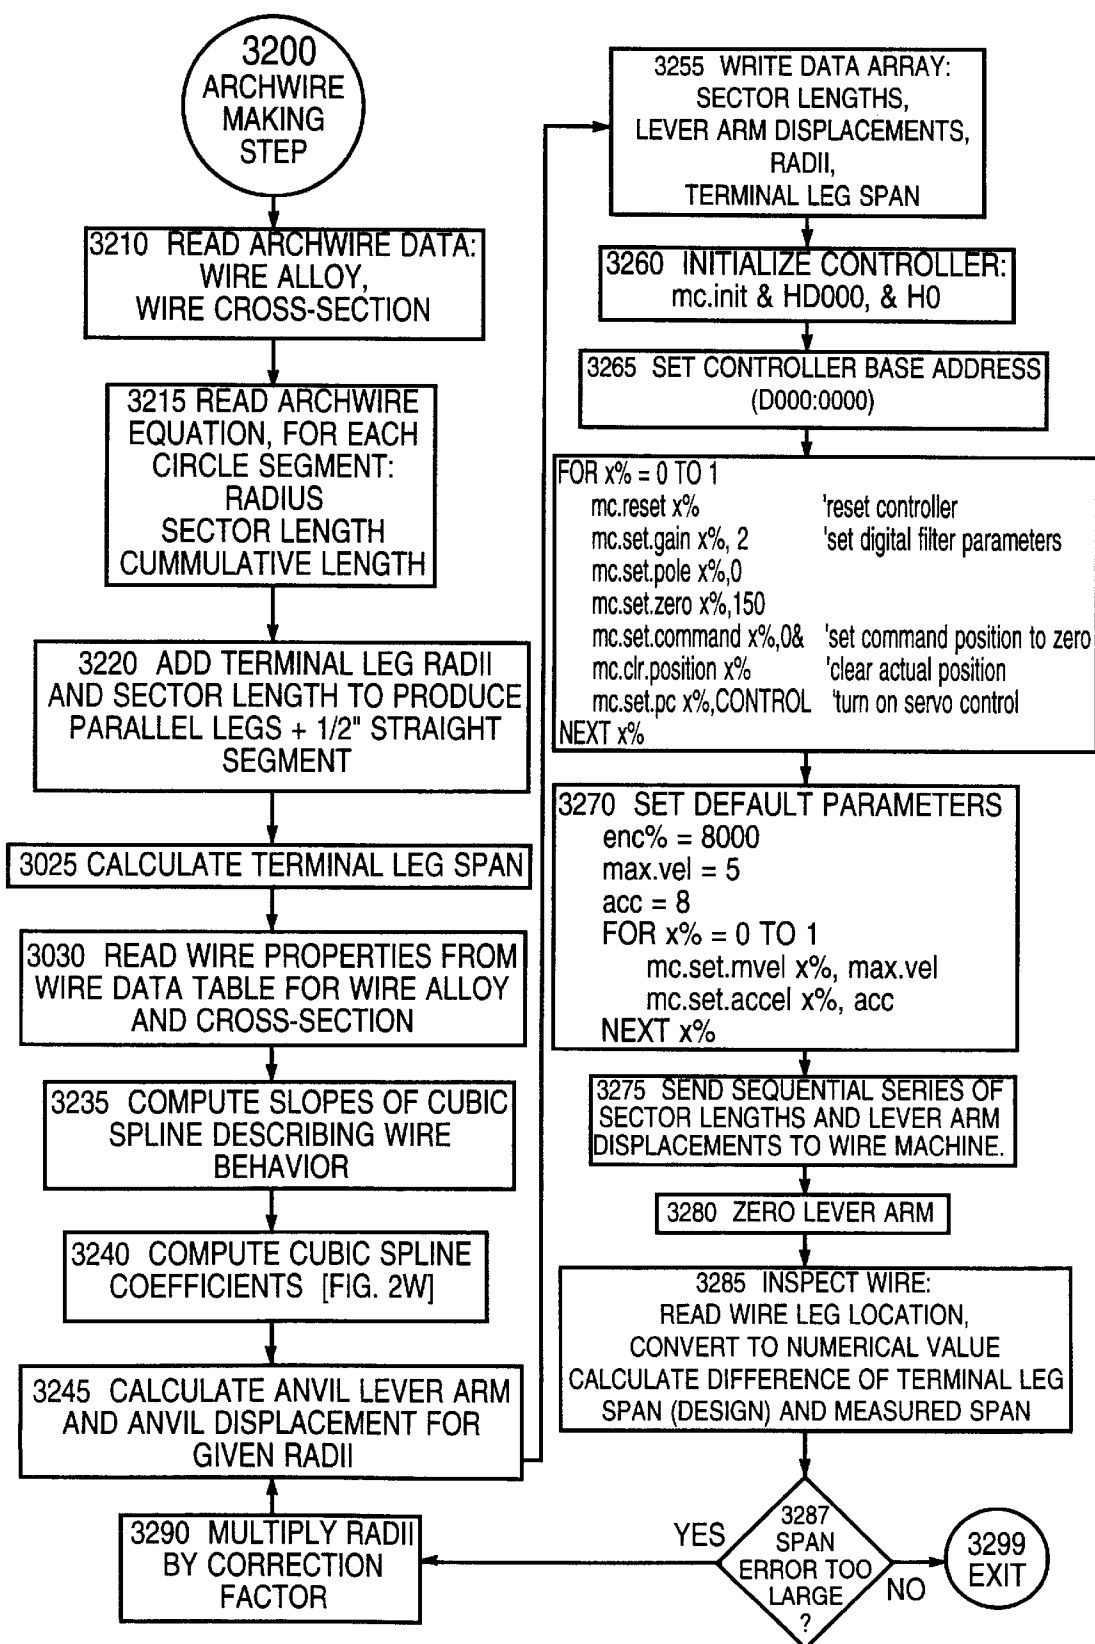 3200
ARCHWIRE
MAKING
STEP
3210 READ ARCHWIRE DATA:
WIRE ALLOY,
WIRE CROSS-SECTION
3215 READ ARCHWIRE
EQUATION, FOR EACH
CIRCLE SEGMENT:
RADIUS
SECTOR LENGTH
CUMMULATIVE LENGTH
3220 ADD TERMINAL LEG RADII
AND SECTOR LENGTH TO PRODUCE
PARALLEL LEGS + 1/2" STRAIGHT
SEGMENT
3025 CALCULATE TERMINAL LEG SPAN
3030 READ WIRE PROPERTIES FROM
WIRE DATA TABLE FOR WIRE ALLOY
AND CROSS-SECTION
3235 COMPUTE SLOPES OF CUBIC
SPLINE DESCRIBING WIRE
BEHAVIOR
3240 COMPUTE CUBIC SPLINE
COEFFICIENTS [FIG. 2W]
3245 CALCULATE ANVIL LEVER ARM
AND ANVIL DISPLACEMENT FOR
GIVEN RADII
3290 MULTIPLY RADII
BY CORRECTION
FACTOR
3255 WRITE DATA ARRAY:
SECTOR LENGTHS,
LEVER ARM DISPLACEMENTS,
RADII,
TERMINAL LEG SPAN
3260 INITIALIZE CONTROLLER:
mc.init & HD000, & H0
3265 SET CONTROLLER BASE ADDRESS
(D000:0000)
FOR x% = 0 TO 1
mc.reset x% 'reset controller
mc.set.gain x%, 2 'set digital filter parameters
mc.set.pole x%,0
mc.set.zero x%,150
mc.set.command x%,0& 'set command position to zero
mc.clr.position x% 'clear actual position
mc.set.pc x%,CONTROL 'turn on servo control
NEXT x%
3270 SET DEFAULT PARAMETERS
enc% = 8000
max.vel = 5
acc = 8
FOR x% = 0 TO 1
mc.set.mvel x%, max.vel
mc.set.accel x%, acc
NEXT x%
3275 SEND SEQUENTIAL SERIES OF
SECTOR LENGTHS AND LEVER ARM
DISPLACEMENTS TO WIRE MACHINE.
3280 ZERO LEVER ARM
3285 INSPECT WIRE:
READ WIRE LEG LOCATION,
CONVERT TO NUMERICAL VALUE
CALCULATE DIFFERENCE OF TERMINAL LEG
SPAN (DESIGN) AND MEASURED SPAN
3287
SPAN
ERROR TOO
LARGE
?
YES
NO
3299
EXIT